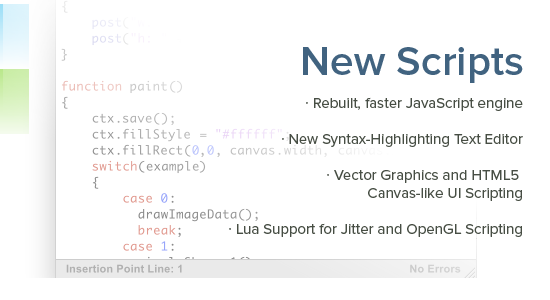 {
post(
post("
}
New Scripts
function paint()
{
· Rebuilt, faster JavaScript engine
ctx.save();
ctx.fillStyle = "#ffffff";
· New Syntax-Highlighting Text Editor
ctx.fillRect(0,0, canvas.width, canvas
switch(example)
{
· Vector Graphics and HTML5
Canvas-like UI Scripting
case 0:
drawImageData();
break;
· Lua Support for Jitter and OpenGL Scripting
case 1:
Insertion Point Line: 1
No Errors